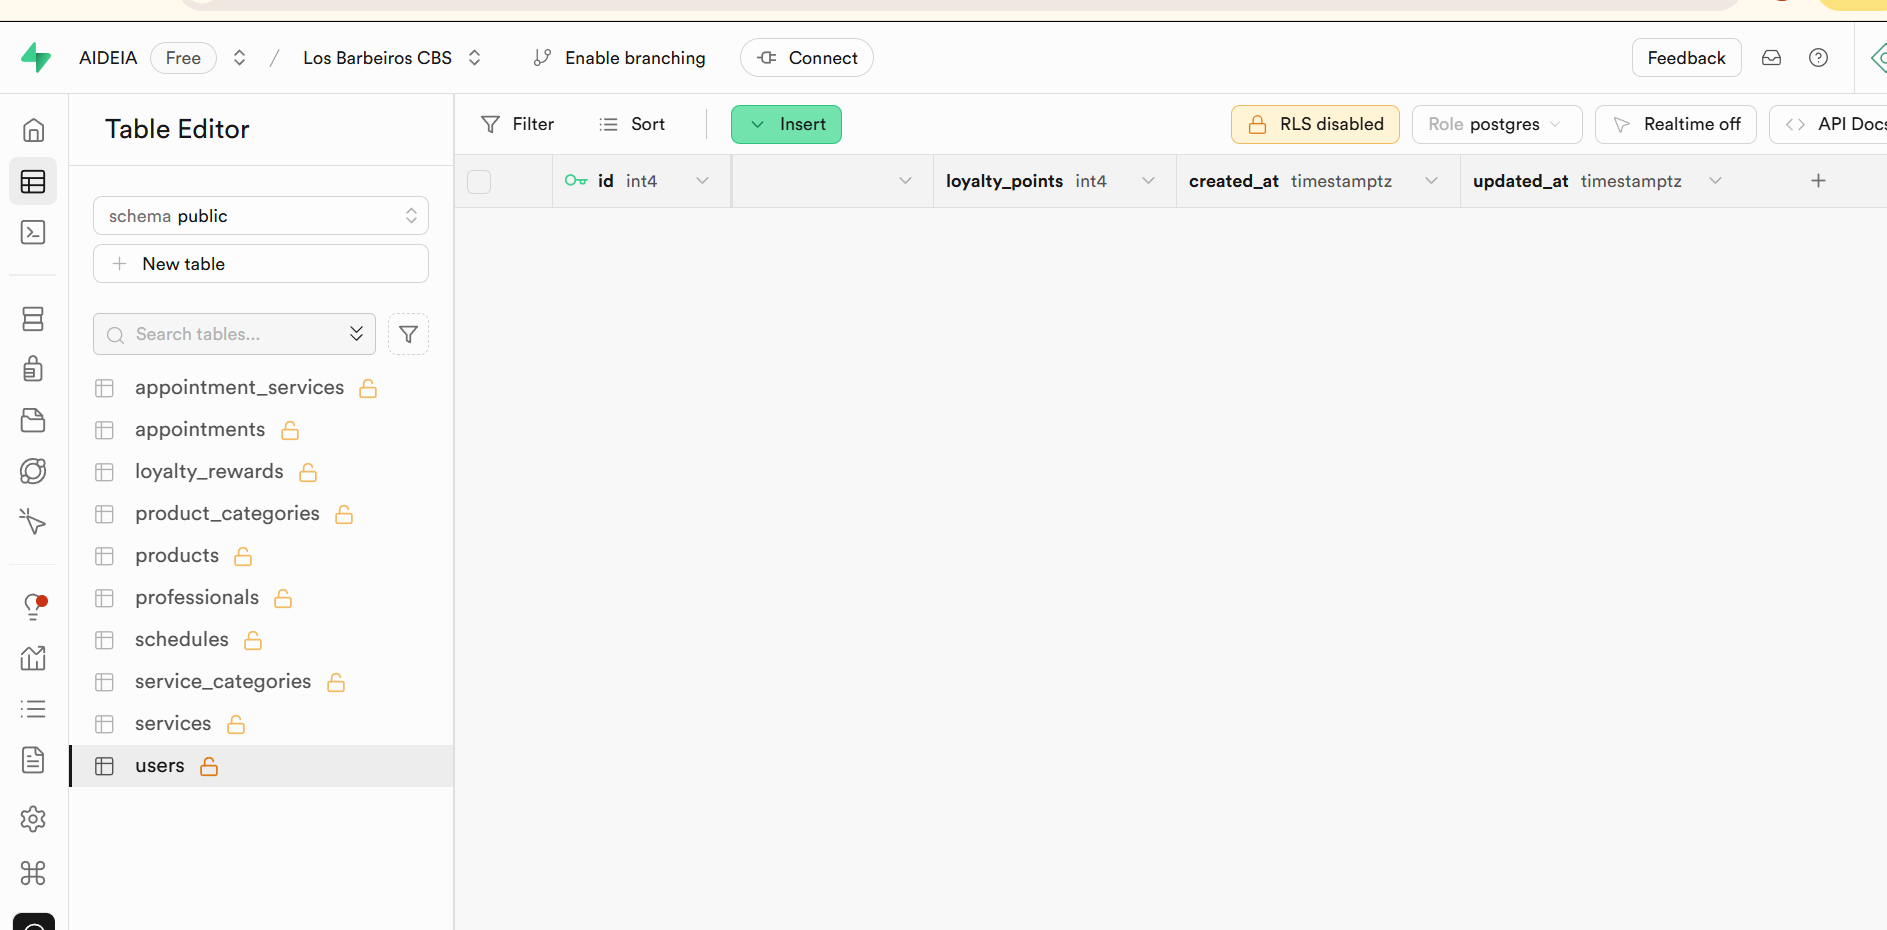 AIDEIA Free / Los Barbeiros CBS Enable branching Connect Feedback
Table Editor
schema public
New table
Search tables...
appointment_services
appointments
loyalty_rewards
product_categories
products
professionals
schedules
service_categories
services
users
Filter Sort Insert RLS disabled Role postgres Realtime off API Docs
id int4 loyalty_points int4 created_at timestamptz updated_at timestamptz